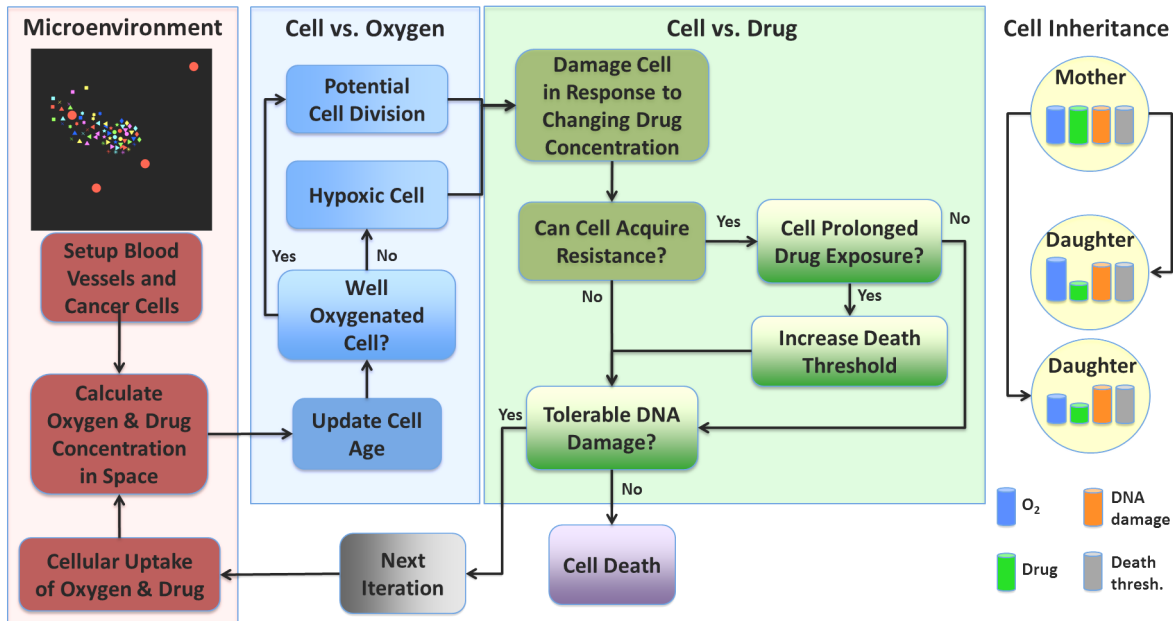 Microenvironment
Setup Blood
Vessels and
Cancer Cells
Calculate
Oxygen & Drug
Concentration
in Space
Cellular Uptake
of Oxygen & Drug
Cell vs. Oxygen
Potential
Cell Division
Hypoxic Cell
Yes
No
Well
Oxygenated
Cell?
Update Cell
Age
Next
Iteration
Cell vs. Drug
Damage Cell
in Response to
Changing Drug
Concentration
Can Cell Acquire
Resistance?
Yes
Cell Prolonged
Drug Exposure?
No
No
Yes
Increase Death
Threshold
Yes
Tolerable DNA
Damage?
No
Cell Death
Cell Inheritance
Mother
Daughter
Daughter
O₂
DNA
damage
Drug
Death
thresh.